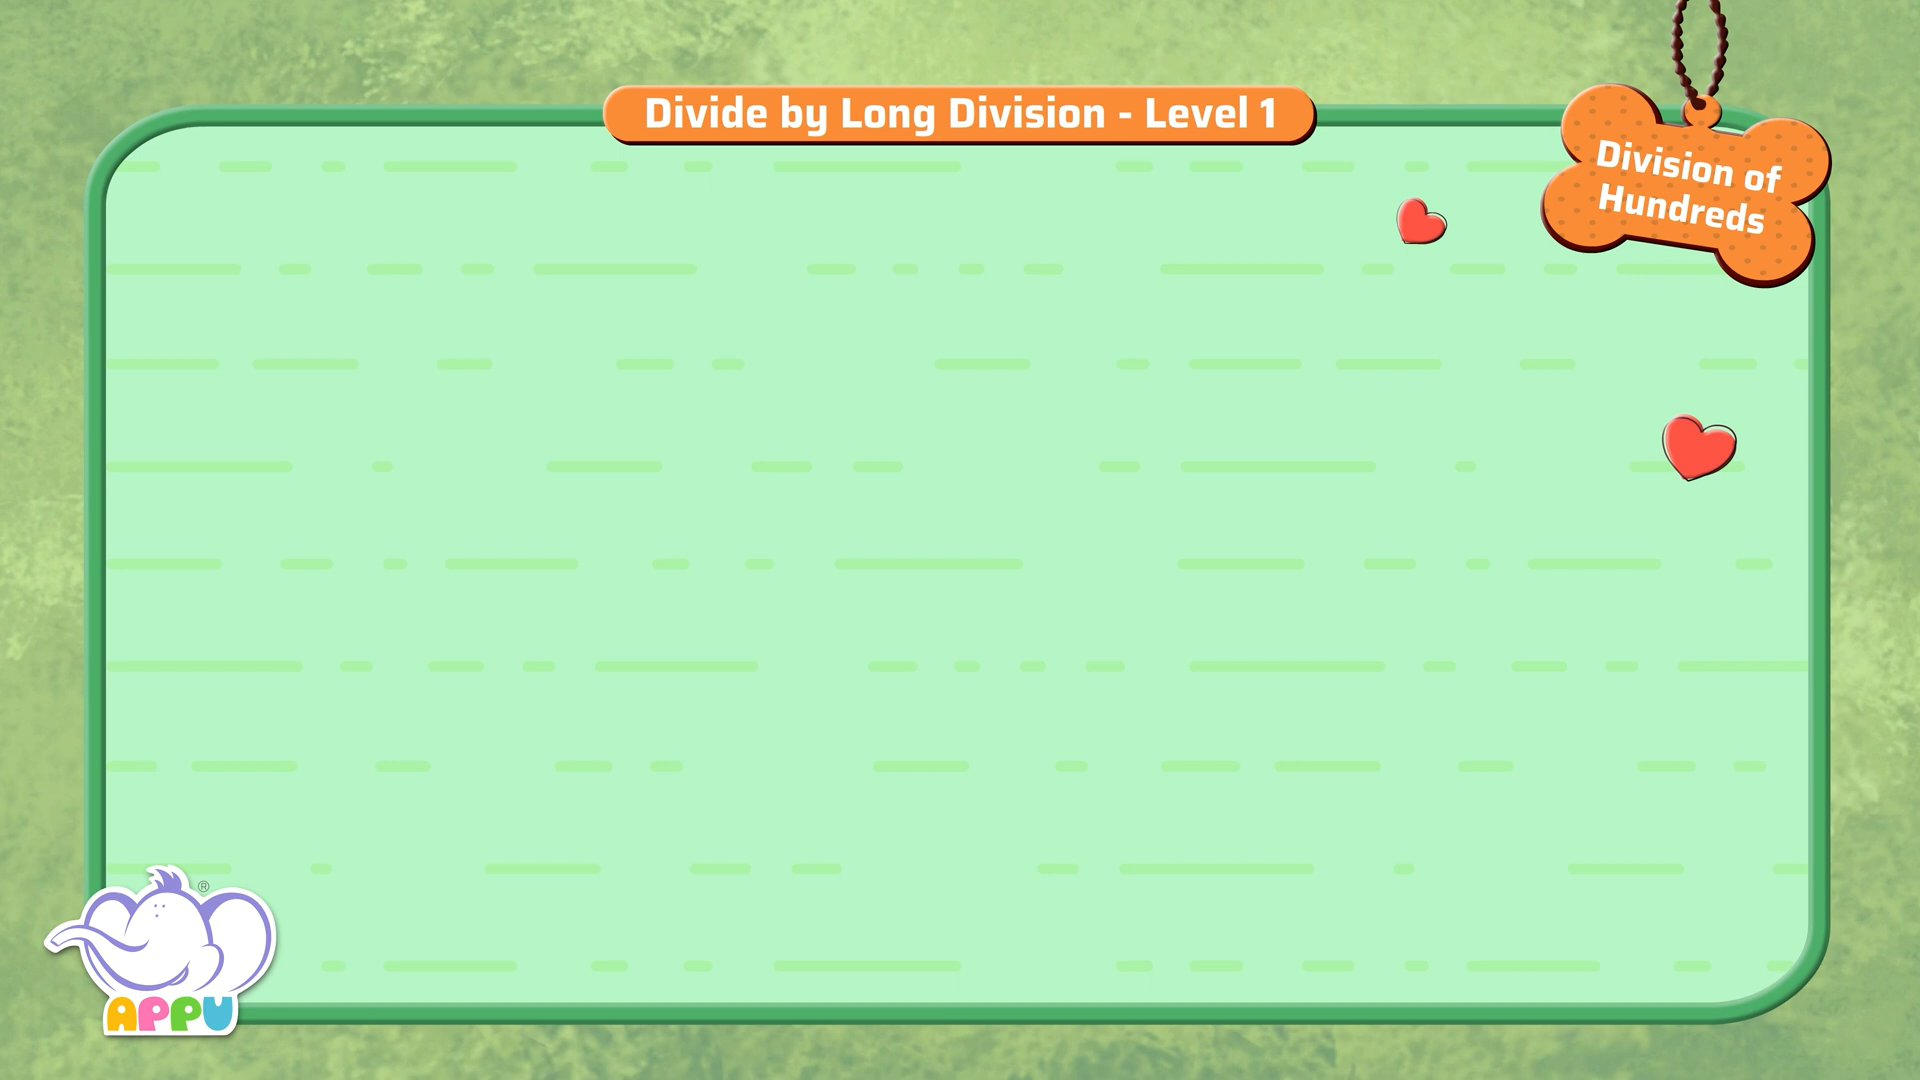 Divide by Long Division - Level 1
Division of
Hundreds
®
APPU